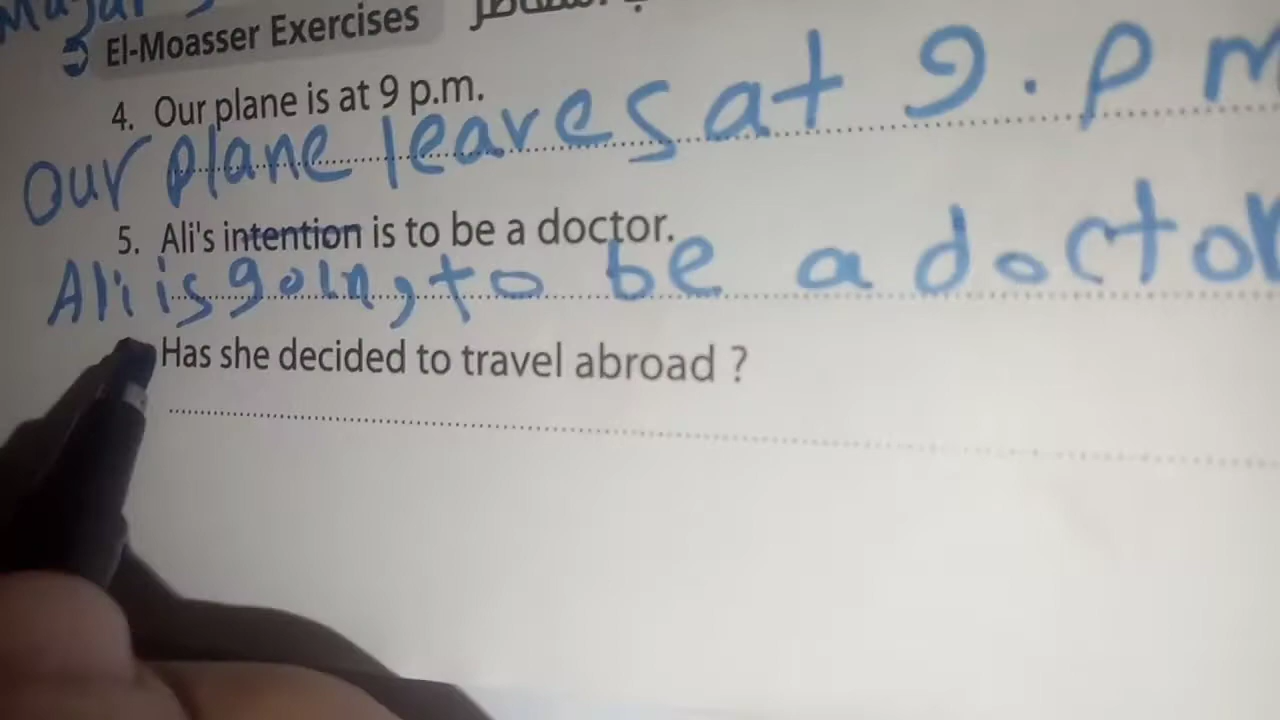 El-Moasser Exercises
4. Our plane is at 9 p.m.
Our plane leaves at 9.pm
5. Ali's intention is to be a doctor.
Ali is going to be a doctor
Has she decided to travel abroad ?